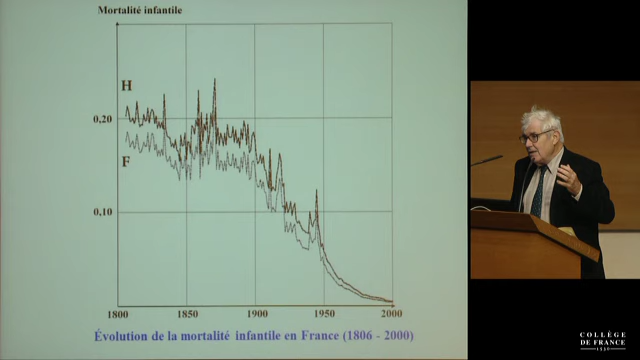 Mortalité infantile
H
0,20
F
0,10
1800
1850
1900
1950
2000
Évolution de la mortalité infantile en France (1806 - 2000)
COLLÈGE
DE FRANCE
1530